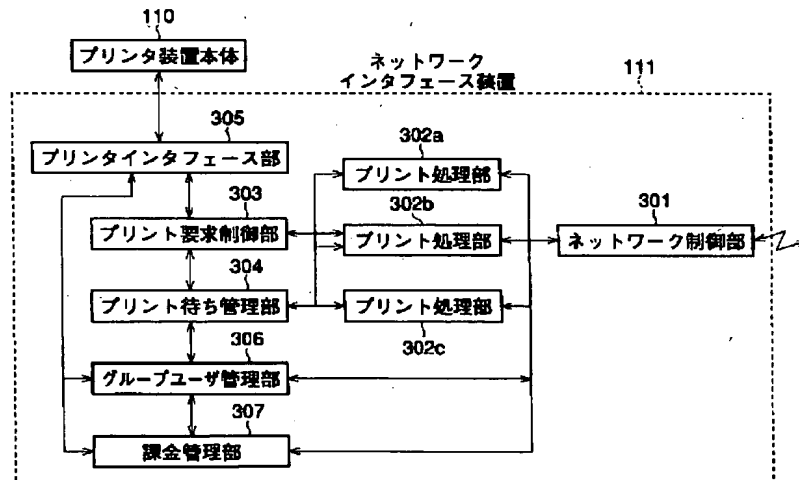 110
プリンタ装置本体
ネットワーク
インタフェース装置
111
305
プリンタインタフェース部
302a
プリント処理部
303
プリント要求制御部
302b
プリント処理部
301
ネットワーク制御部
304
プリント待ち管理部
プリント処理部
302c
306
グループユーザ管理部
307
課金管理部